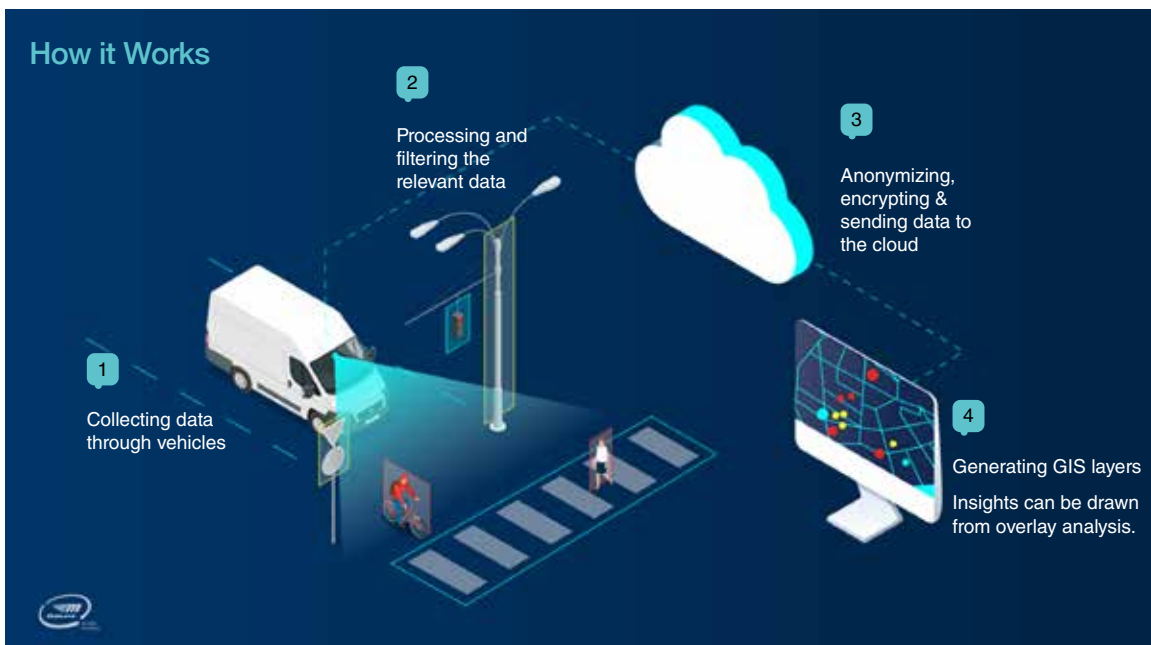 How it Works
1
Collecting data
through vehicles
2
Processing and
filtering the
relevant data
3
Anonymizing,
encrypting &
sending data to
the cloud
4
Generating GIS layers
Insights can be drawn
from overlay analysis.